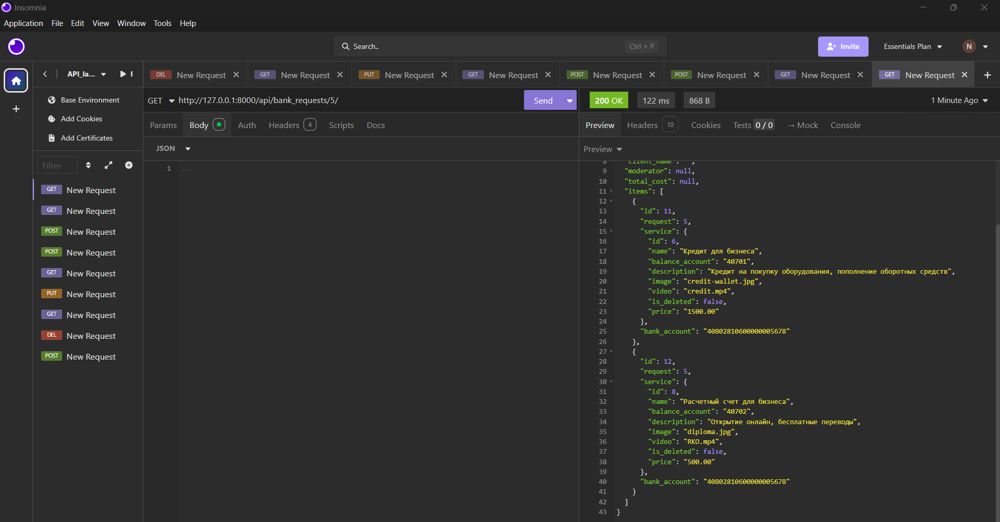 Insomnia
Application File Edit View Window Tools Help
Search.. Ctrl + P
Invite
Essentials Plan
N
API_la...
DEL New Request
GET New Request
PUT New Request
GET New Request
POST New Request
POST New Request
GET New Request
GET New Request
Base Environment
Add Cookies
Add Certificates
Filter
GET New Request
GET New Request
POST New Request
POST New Request
GET New Request
PUT New Request
GET New Request
DEL New Request
POST New Request
GET http://127.0.0.1:8000/api/bank_requests/5/
Send
200 OK 122 ms 868 B
1 Minute Ago
Params Body Auth Headers 4 Scripts Docs
JSON
1 ...
Preview Headers 10 Cookies Tests 0 / 0 → Mock Console
Preview
8 "client_name": "",
9 "moderator": null,
10 "total_cost": null,
11 "items": [
12 {
13 "id": 11,
14 "request": 5,
15 "service": {
16 "id": 6,
17 "name": "Кредит для бизнеса",
18 "balance_account": "40701",
19 "description": "Кредит на покупку оборудования, пополнение оборотных средств",
20 "image": "credit-wallet.jpg",
21 "video": "credit.mp4",
22 "is_deleted": false,
23 "price": "1500.00"
24 },
25 "bank_account": "40802810600000005678"
26 },
27 {
28 "id": 12,
29 "request": 5,
30 "service": {
31 "id": 8,
32 "name": "Расчетный счет для бизнеса",
33 "balance_account": "40702",
34 "description": "Открытие онлайн, бесплатные переводы",
35 "image": "diploma.jpg",
36 "video": "RKO.mp4",
37 "is_deleted": false,
38 "price": "500.00"
39 },
40 "bank_account": "40802810600000005678"
41 }
42 ]
43 }